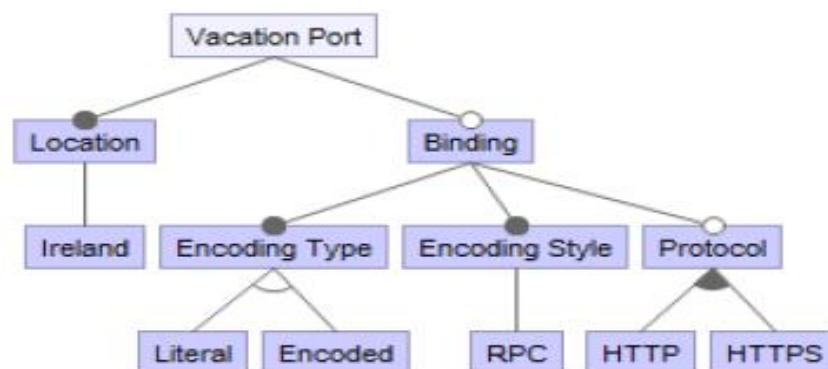 Vacation Port
Location Binding
Ireland Encoding Type Encoding Style Protocol
Literal Encoded RPC HTTP HTTPS